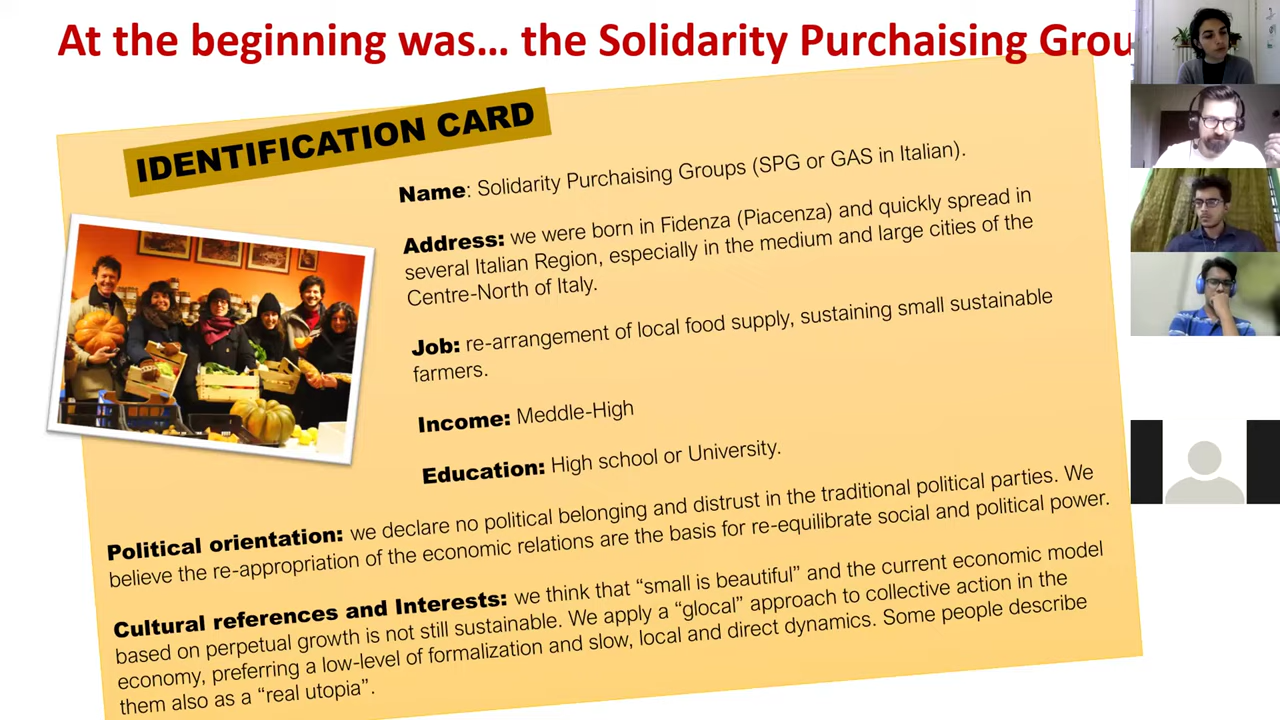 At the beginning was... the Solidarity Purchaising Grou
IDENTIFICATION CARD
Name: Solidarity Purchaising Groups (SPG or GAS in Italian).
Address: we were born in Fidenza (Piacenza) and quickly spread in
several Italian Region, especially in the medium and large cities of the
Centre-North of Italy.
Job: re-arrangement of local food supply, sustaining small sustainable
farmers.
Income: Meddle-High
Education: High school or University.
Political orientation: we declare no political belonging and distrust in the traditional political parties. We
believe the re-appropriation of the economic relations are the basis for re-equilibrate social and political power.
Cultural references and Interests: we think that “small is beautiful” and the current economic model
based on perpetual growth is not still sustainable. We apply a “glocal” approach to collective action in the
economy, preferring a low-level of formalization and slow, local and direct dynamics. Some people describe
them also as a “real utopia”.